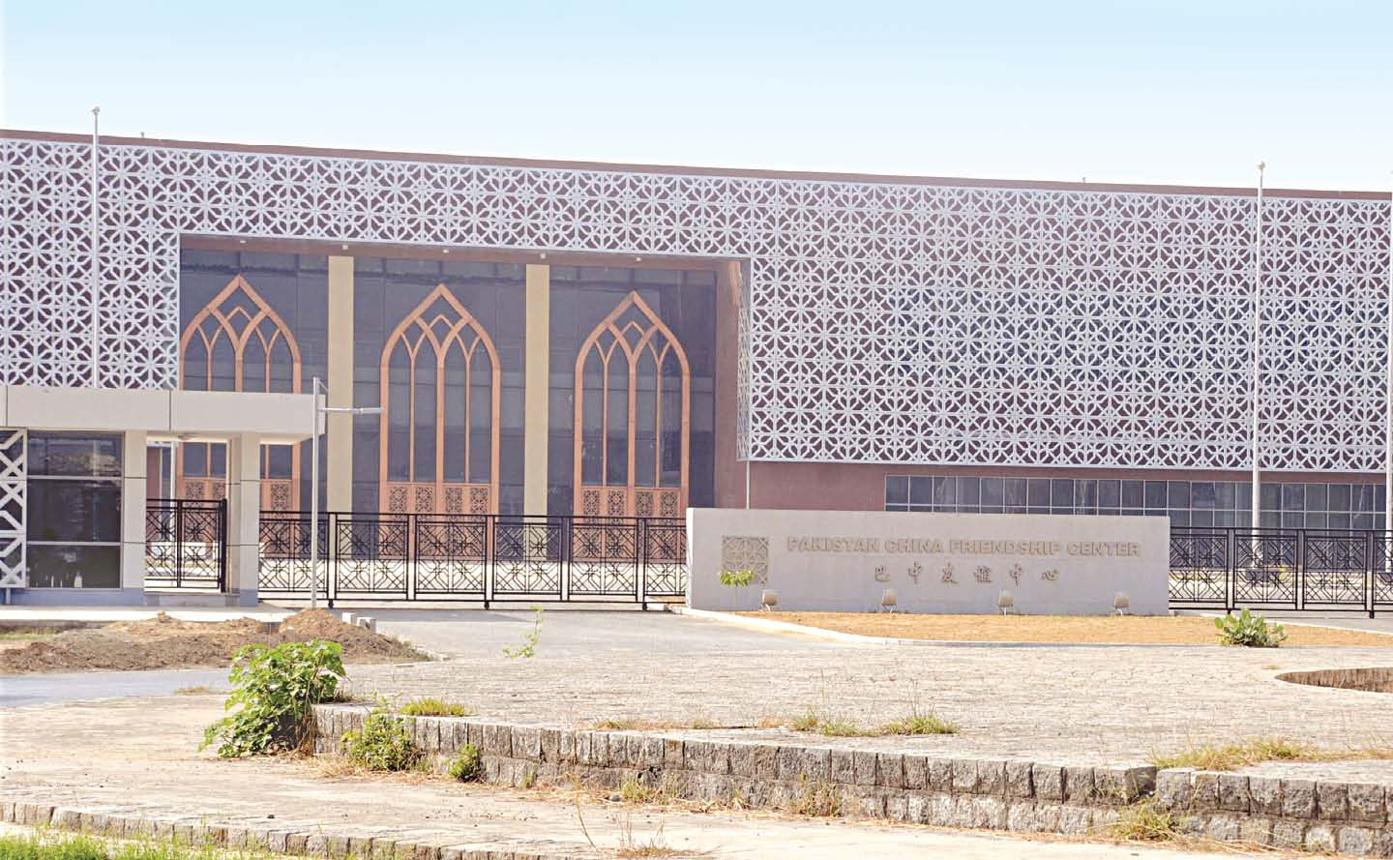 PAKISTAN CHINA FRIENDSHIP CENTER
巴中友谊中心